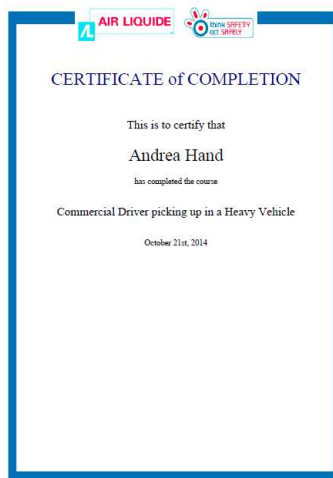 AIR LIQUIDE
think SAFETY
act SAFELY
CERTIFICATE of COMPLETION
This is to certify that
Andrea Hand
has completed the course
Commercial Driver picking up in a Heavy Vehicle
October 21st, 2014